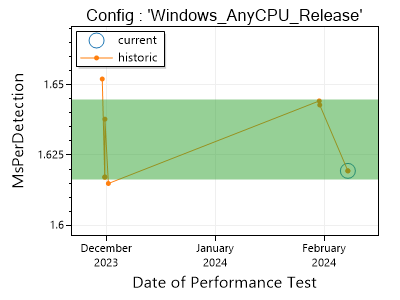 Config : 'Windows_AnyCPU_Release'
current
historic
MsPerDetection
1.65
1.625
1.6
December
2023
January
2024
February
2024
Date of Performance Test